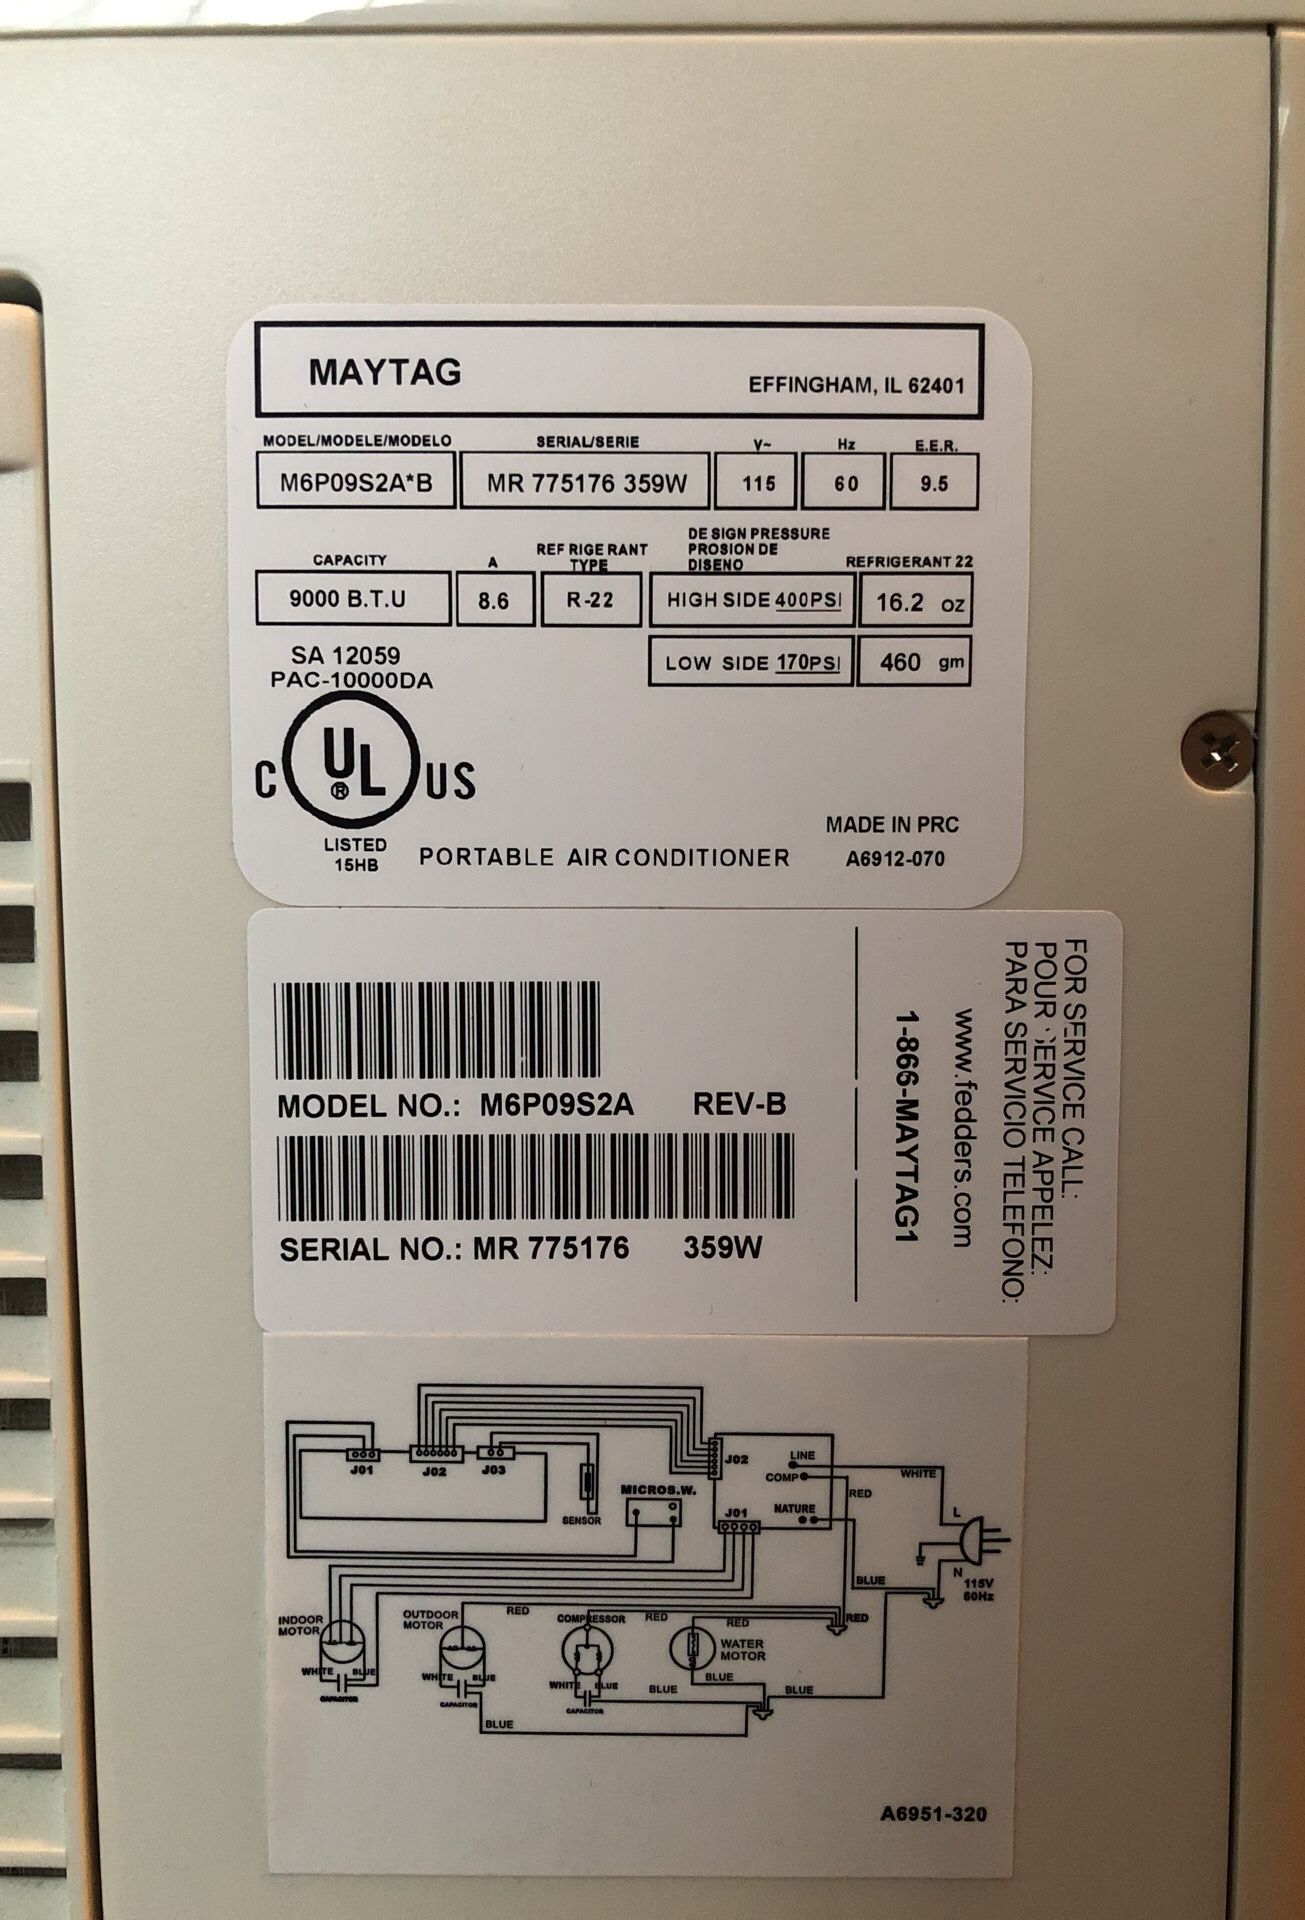 MAYTAG
EFFINGHAM, IL 62401
MODEL/MODELE/MODELO SERIAL/SERIE V~ Hz E.E.R.
M6P09S2A*B MR 775176 359W 115 60 9.5
CAPACITY A REFRIGERANT TYPE DESIGN PRESSURE PROSION DE DISENO REFRIGERANT 22
9000 B.T.U 8.6 R-22 HIGH SIDE 400PSI 16.2 oz
LOW SIDE 170PSI 460 gm
SA 12059
PAC-10000DA
C UL ® US
LISTED
15HB
PORTABLE AIR CONDITIONER
MADE IN PRC
A6912-070
MODEL NO.: M6P09S2A REV-B
SERIAL NO.: MR 775176 359W
FOR SERVICE CALL:
POUR SERVICE APPELEZ:
PARA SERVICIO TELEFONO:
www.fedders.com
1-866-MAYTAG1
J01 J02 J03
SENSOR
MICROS.W.
J02
LINE
COMP
NATURE
J01
WHITE
RED
L
N
115V
60Hz
BLUE
INDOOR
MOTOR
WHITE BLUE
CAPACITOR
OUTDOOR
MOTOR
RED
WHITE BLUE
CAPACITOR
BLUE
COMPRESSOR
RED
WHITE BLUE
CAPACITOR
BLUE
RED
WATER
MOTOR
BLUE
RED
BLUE
A6951-320